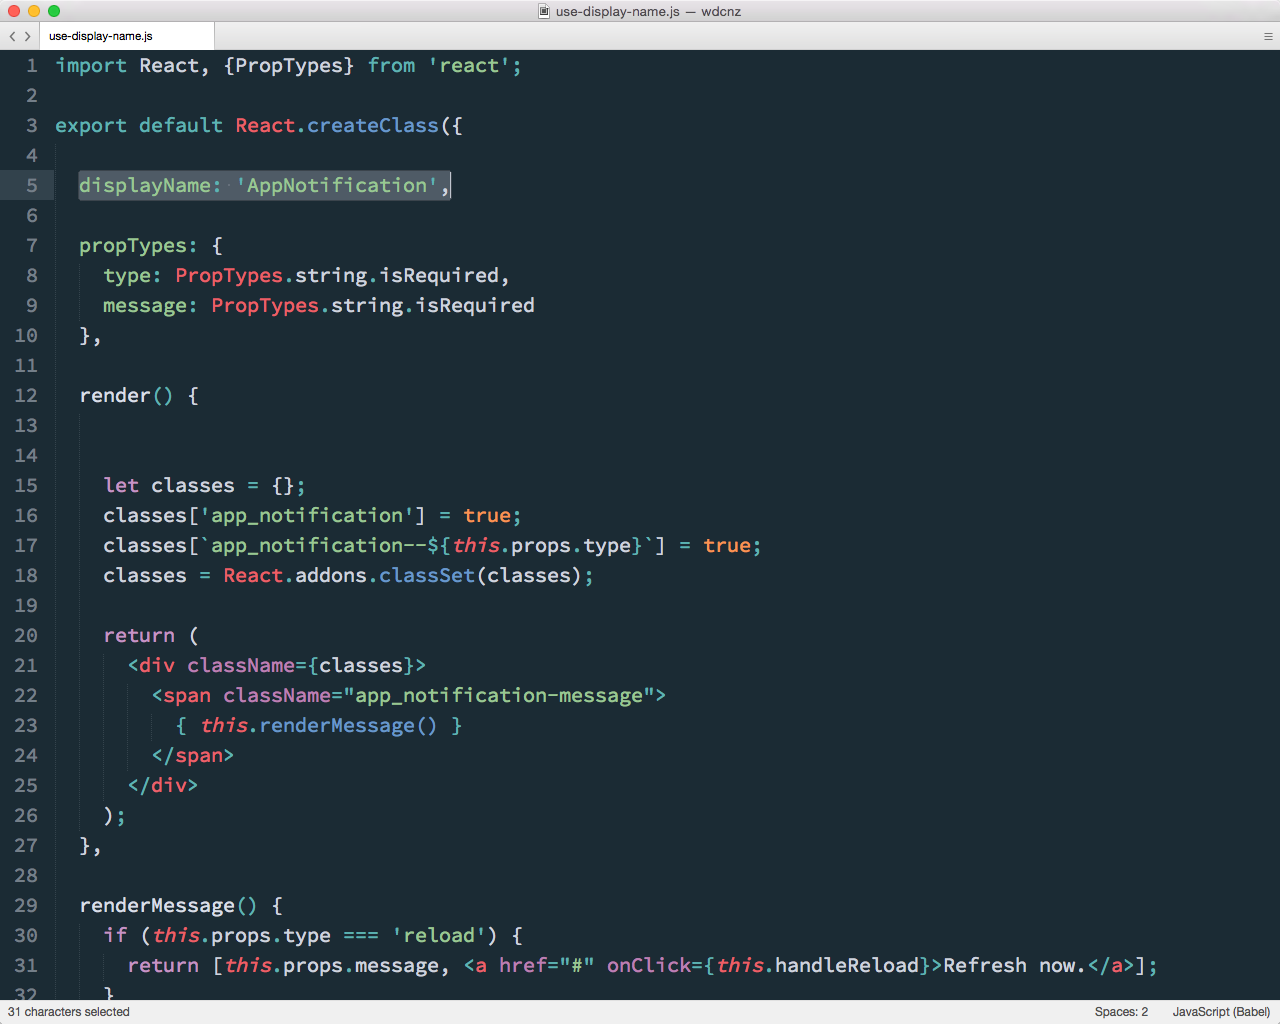 use-display-name.js — wdcnz
use-display-name.js
1 import React, {PropTypes} from 'react';
2
3 export default React.createClass({
4
5   displayName: 'AppNotification',
6
7   propTypes: {
8     type: PropTypes.string.isRequired,
9     message: PropTypes.string.isRequired
10   },
11
12   render() {
13
14
15     let classes = {};
16     classes['app_notification'] = true;
17     classes[`app_notification--${this.props.type}`] = true;
18     classes = React.addons.classSet(classes);
19
20     return (
21       <div className={classes}>
22         <span className="app_notification-message">
23           { this.renderMessage() }
24         </span>
25       </div>
26     );
27   },
28
29   renderMessage() {
30     if (this.props.type === 'reload') {
31       return [this.props.message, <a href="#" onClick={this.handleReload}>Refresh now.</a>];
32     }
31 characters selected
Spaces: 2
JavaScript (Babel)